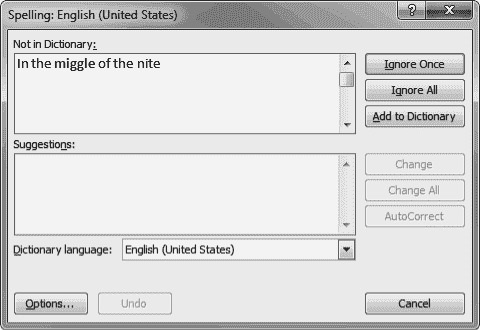 Spelling: English (United States)
? X
Not in Dictionary:
In the miggle of the nite
Ignore Once
Ignore All
Add to Dictionary
Suggestions:
Change
Change All
AutoCorrect
Dictionary language: English (United States)
Options... Undo Cancel